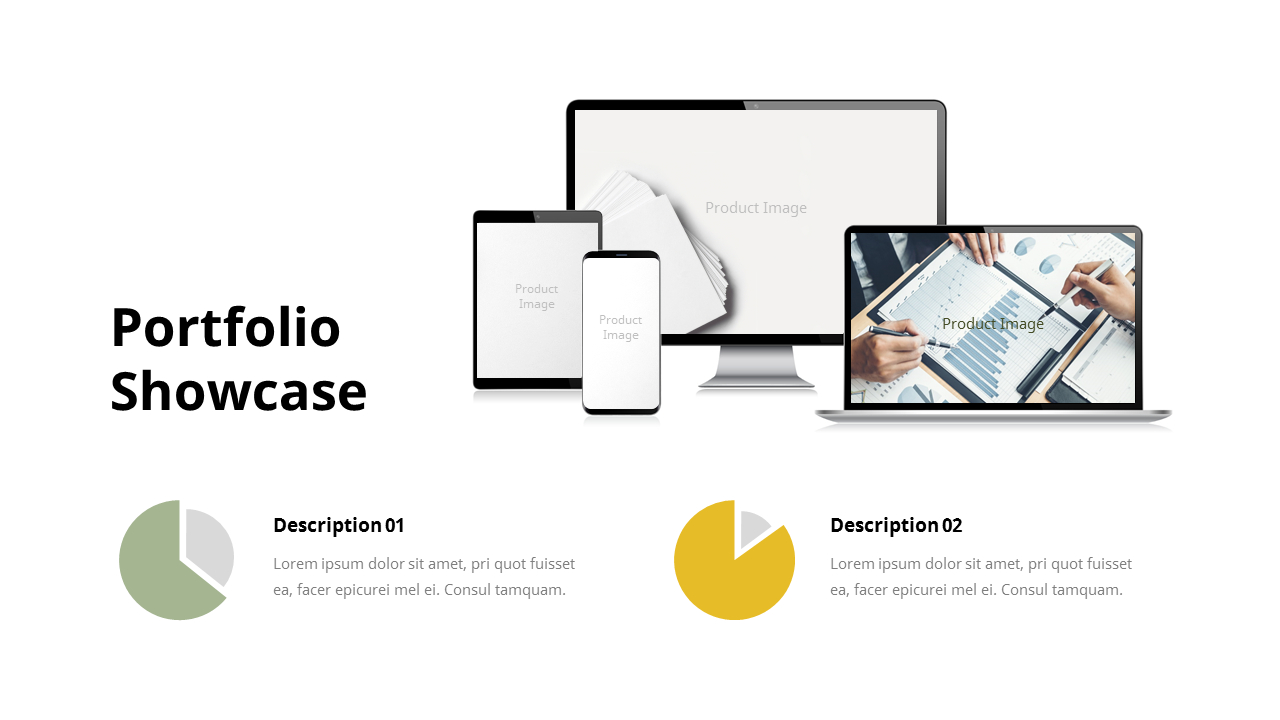 Product Image
Product
Image
Product
Image
Product Image
Portfolio
Showcase
Description 01
Lorem ipsum dolor sit amet, pri quot fuisset
ea, facer epicurei mel ei. Consul tamquam.
Description 02
Lorem ipsum dolor sit amet, pri quot fuisset
ea, facer epicurei mel ei. Consul tamquam.